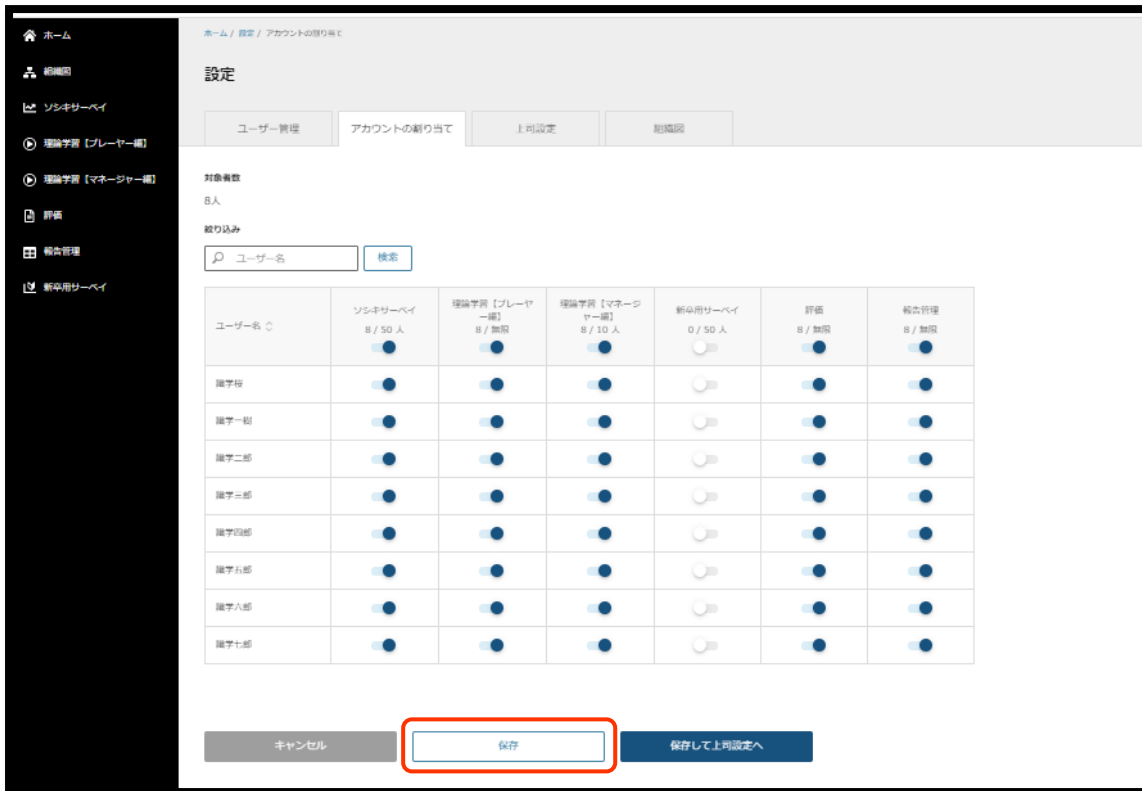 ホーム
組織図
ソシキサーベイ
理論学習【プレーヤー編】
理論学習【マネージャー編】
評価
報告管理
新卒用サーベイ
ホーム / 設定 / アカウントの割り当て
設定
ユーザー管理 アカウントの割り当て 上司設定 組織図
対象者数
8人
絞り込み
ユーザー名 検索
ユーザー名
ソシキサーベイ
8 / 50 人
理論学習【プレーヤ
ー編】
8 / 無限
理論学習【マネージ
ャー編】
8 / 10 人
新卒用サーベイ
0 / 50 人
評価
8 / 無限
報告管理
8 / 無限
識学桜
識学一樹
識学二郎
識学三郎
識学四郎
識学五郎
識学六郎
識学七郎
キャンセル 保存 保存して上司設定へ